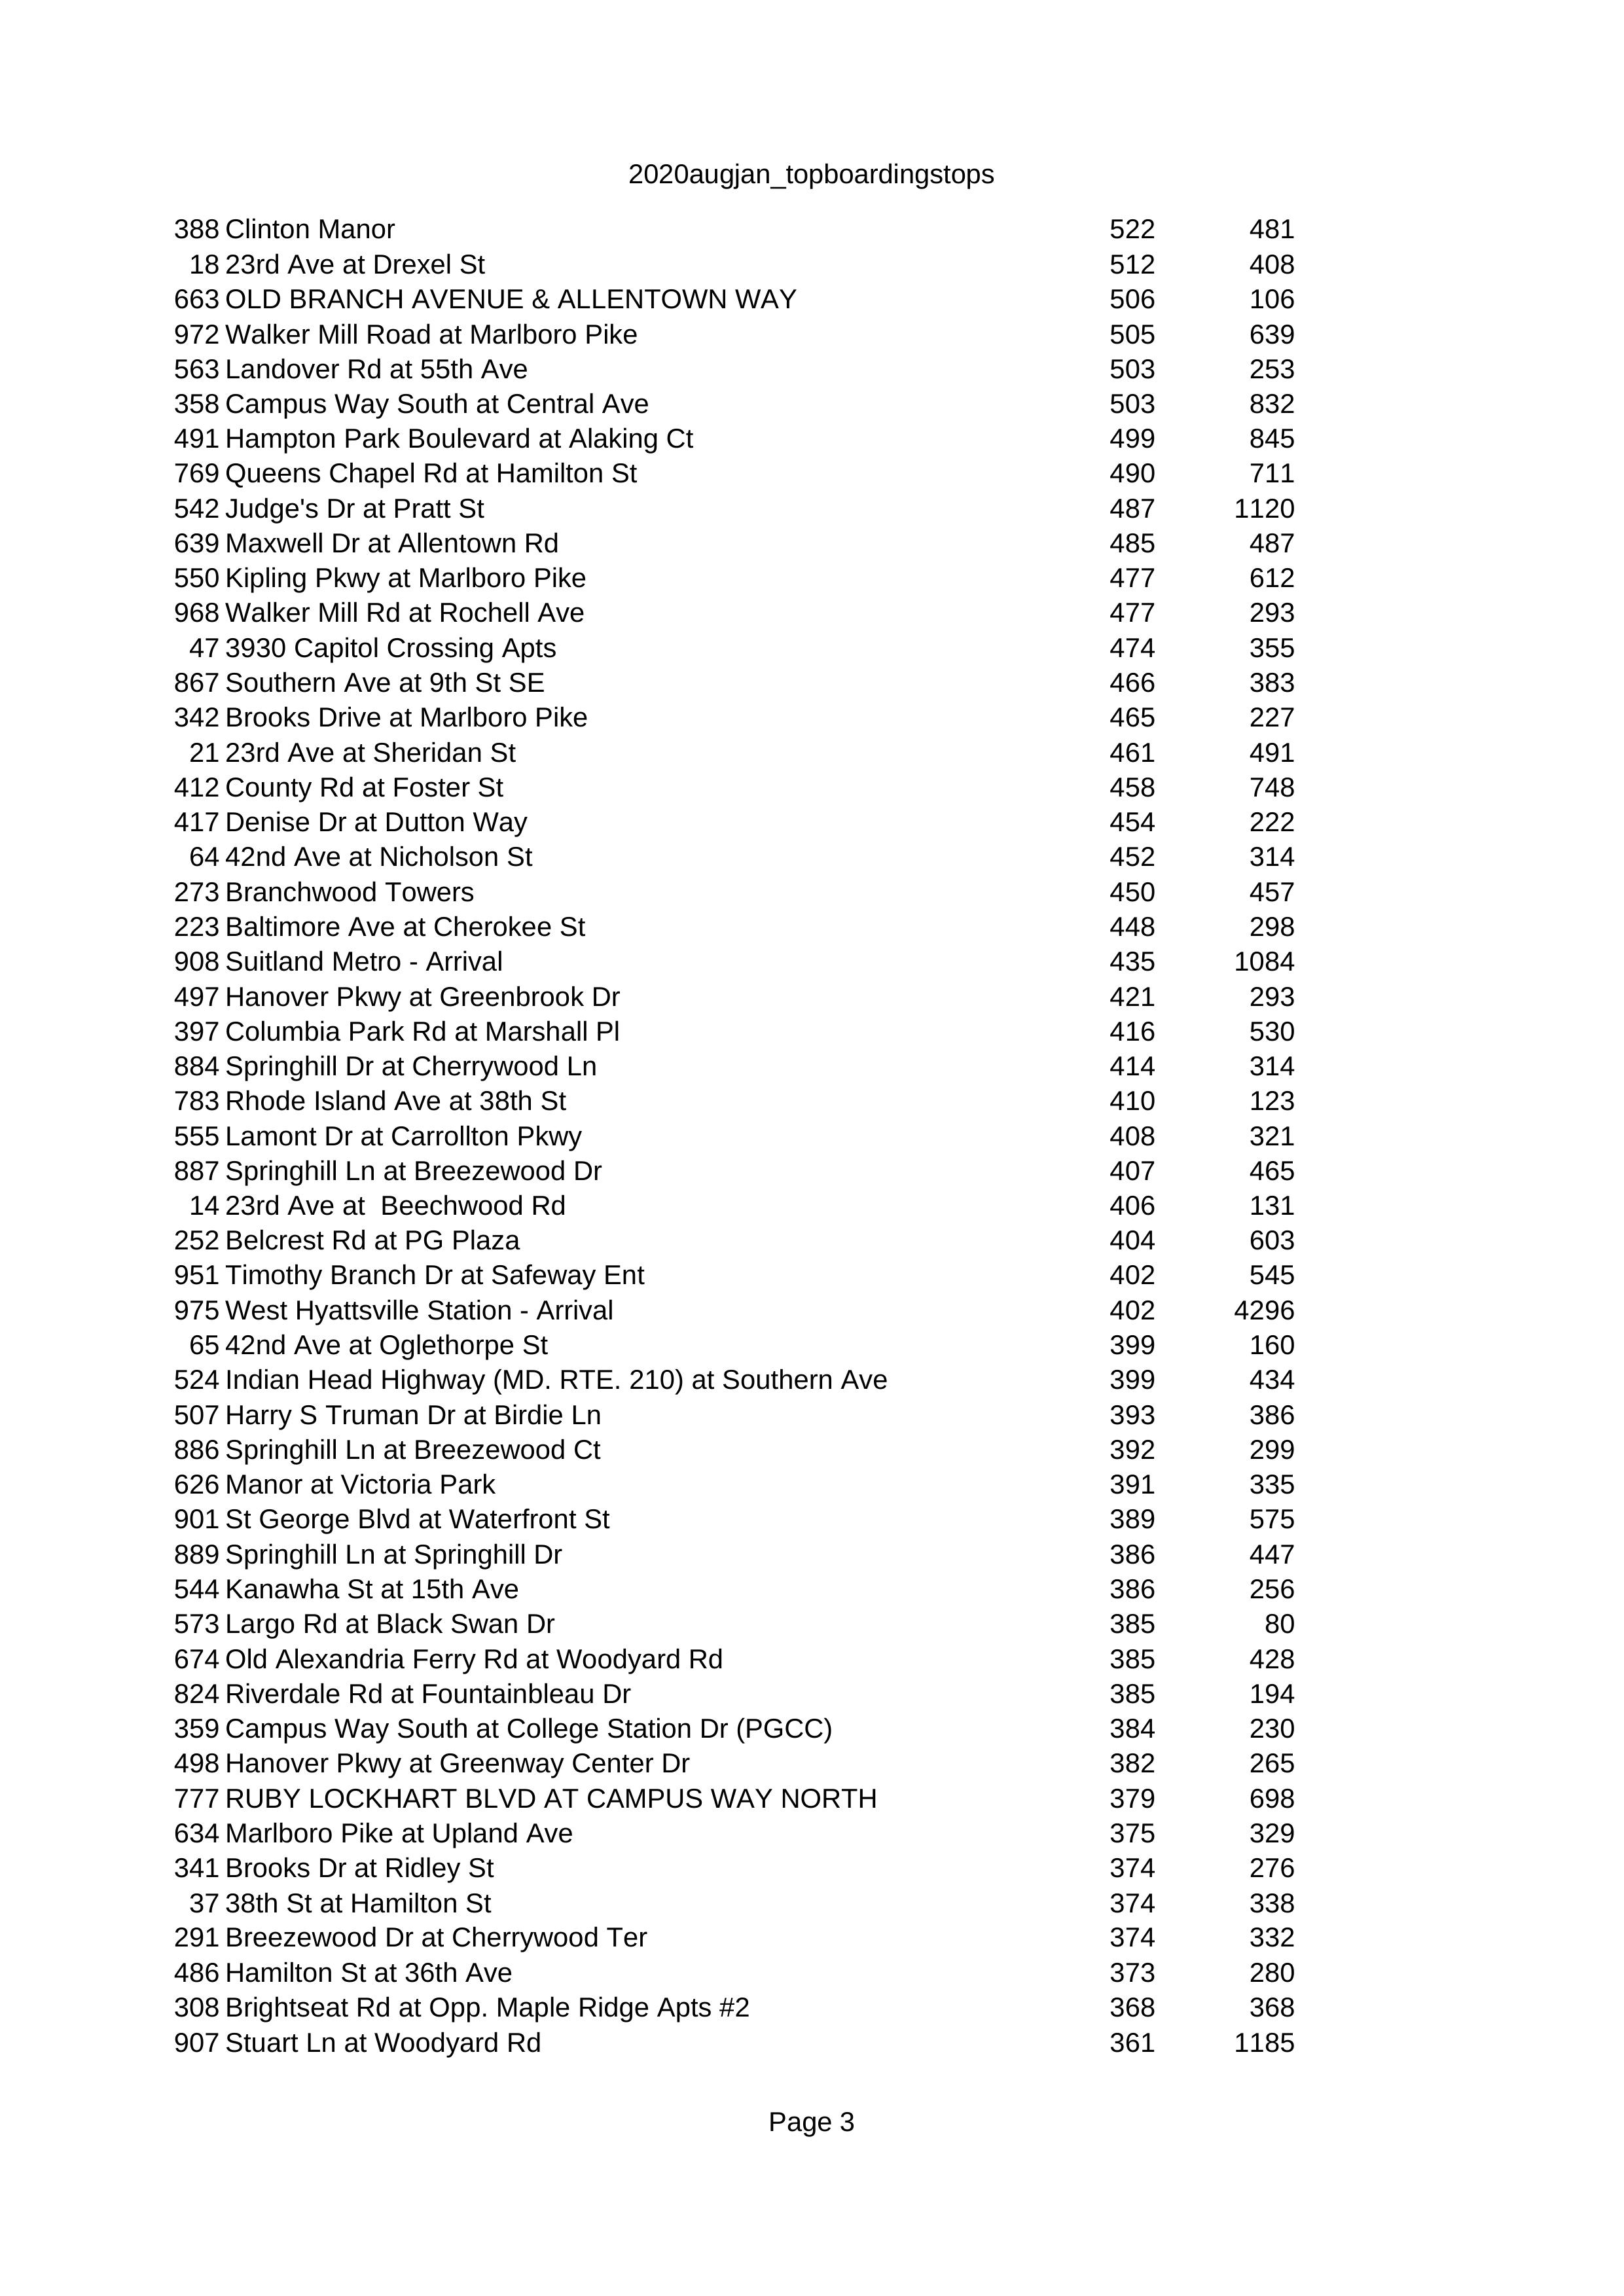 2020augjan_topboardingstops
388 Clinton Manor 522 481
18 23rd Ave at Drexel St 512 408
663 OLD BRANCH AVENUE & ALLENTOWN WAY 506 106
972 Walker Mill Road at Marlboro Pike 505 639
563 Landover Rd at 55th Ave 503 253
358 Campus Way South at Central Ave 503 832
491 Hampton Park Boulevard at Alaking Ct 499 845
769 Queens Chapel Rd at Hamilton St 490 711
542 Judge's Dr at Pratt St 487 1120
639 Maxwell Dr at Allentown Rd 485 487
550 Kipling Pkwy at Marlboro Pike 477 612
968 Walker Mill Rd at Rochell Ave 477 293
47 3930 Capitol Crossing Apts 474 355
867 Southern Ave at 9th St SE 466 383
342 Brooks Drive at Marlboro Pike 465 227
21 23rd Ave at Sheridan St 461 491
412 County Rd at Foster St 458 748
417 Denise Dr at Dutton Way 454 222
64 42nd Ave at Nicholson St 452 314
273 Branchwood Towers 450 457
223 Baltimore Ave at Cherokee St 448 298
908 Suitland Metro - Arrival 435 1084
497 Hanover Pkwy at Greenbrook Dr 421 293
397 Columbia Park Rd at Marshall Pl 416 530
884 Springhill Dr at Cherrywood Ln 414 314
783 Rhode Island Ave at 38th St 410 123
555 Lamont Dr at Carrollton Pkwy 408 321
887 Springhill Ln at Breezewood Dr 407 465
14 23rd Ave at  Beechwood Rd 406 131
252 Belcrest Rd at PG Plaza 404 603
951 Timothy Branch Dr at Safeway Ent 402 545
975 West Hyattsville Station - Arrival 402 4296
65 42nd Ave at Oglethorpe St 399 160
524 Indian Head Highway (MD. RTE. 210) at Southern Ave 399 434
507 Harry S Truman Dr at Birdie Ln 393 386
886 Springhill Ln at Breezewood Ct 392 299
626 Manor at Victoria Park 391 335
901 St George Blvd at Waterfront St 389 575
889 Springhill Ln at Springhill Dr 386 447
544 Kanawha St at 15th Ave 386 256
573 Largo Rd at Black Swan Dr 385 80
674 Old Alexandria Ferry Rd at Woodyard Rd 385 428
824 Riverdale Rd at Fountainbleau Dr 385 194
359 Campus Way South at College Station Dr (PGCC) 384 230
498 Hanover Pkwy at Greenway Center Dr 382 265
777 RUBY LOCKHART BLVD AT CAMPUS WAY NORTH 379 698
634 Marlboro Pike at Upland Ave 375 329
341 Brooks Dr at Ridley St 374 276
37 38th St at Hamilton St 374 338
291 Breezewood Dr at Cherrywood Ter 374 332
486 Hamilton St at 36th Ave 373 280
308 Brightseat Rd at Opp. Maple Ridge Apts #2 368 368
907 Stuart Ln at Woodyard Rd 361 1185
Page 3